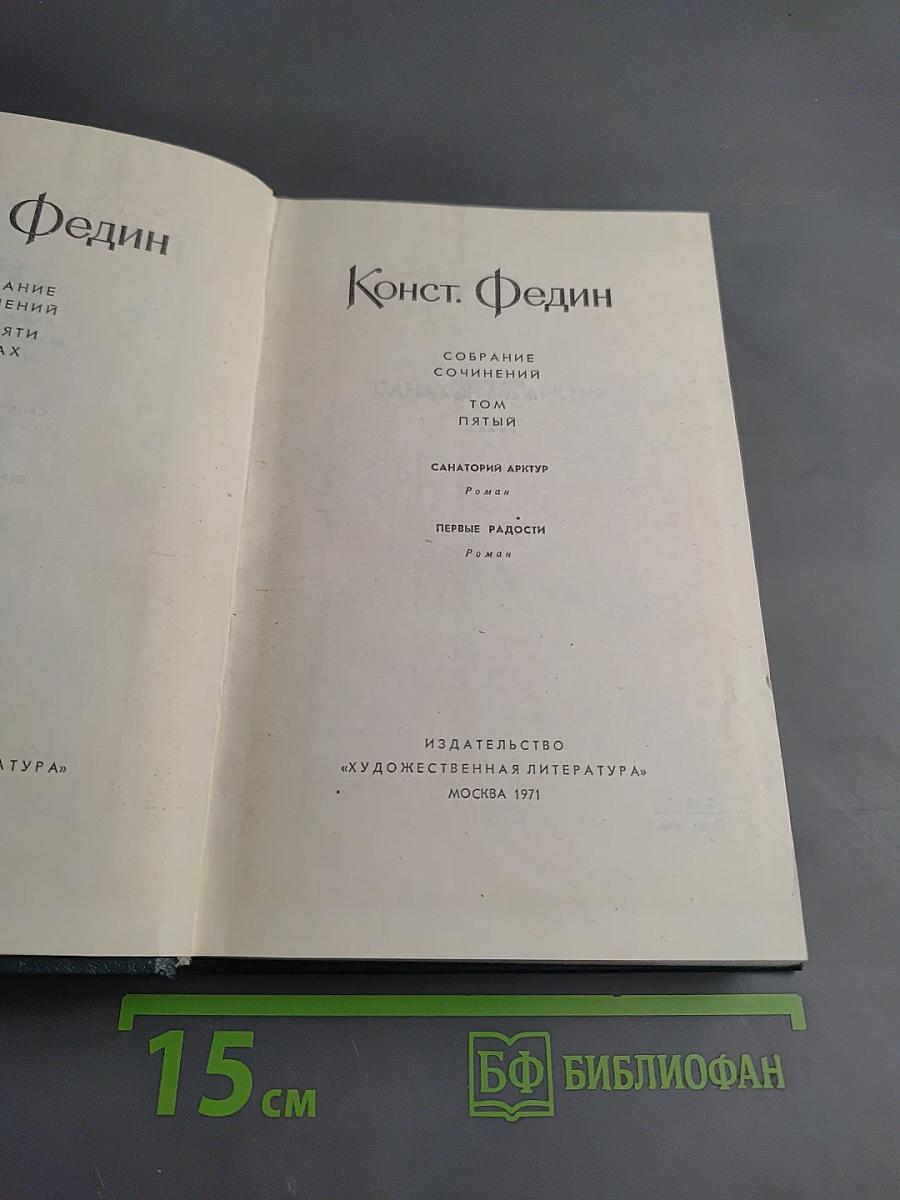 Федин
АНИЕ
ЕНИЙ
ЯТИ
АХ
АТУРА»
Конст. Федин
СОБРАНИЕ
СОЧИНЕНИЙ
ТОМ
ПЯТЫЙ
САНАТОРИЙ АРКТУР
Роман
ПЕРВЫЕ РАДОСТИ
Роман
ИЗДАТЕЛЬСТВО
«ХУДОЖЕСТВЕННАЯ ЛИТЕРАТУРА»
МОСКВА 1971
15 см
БФ БИБЛИОФАН